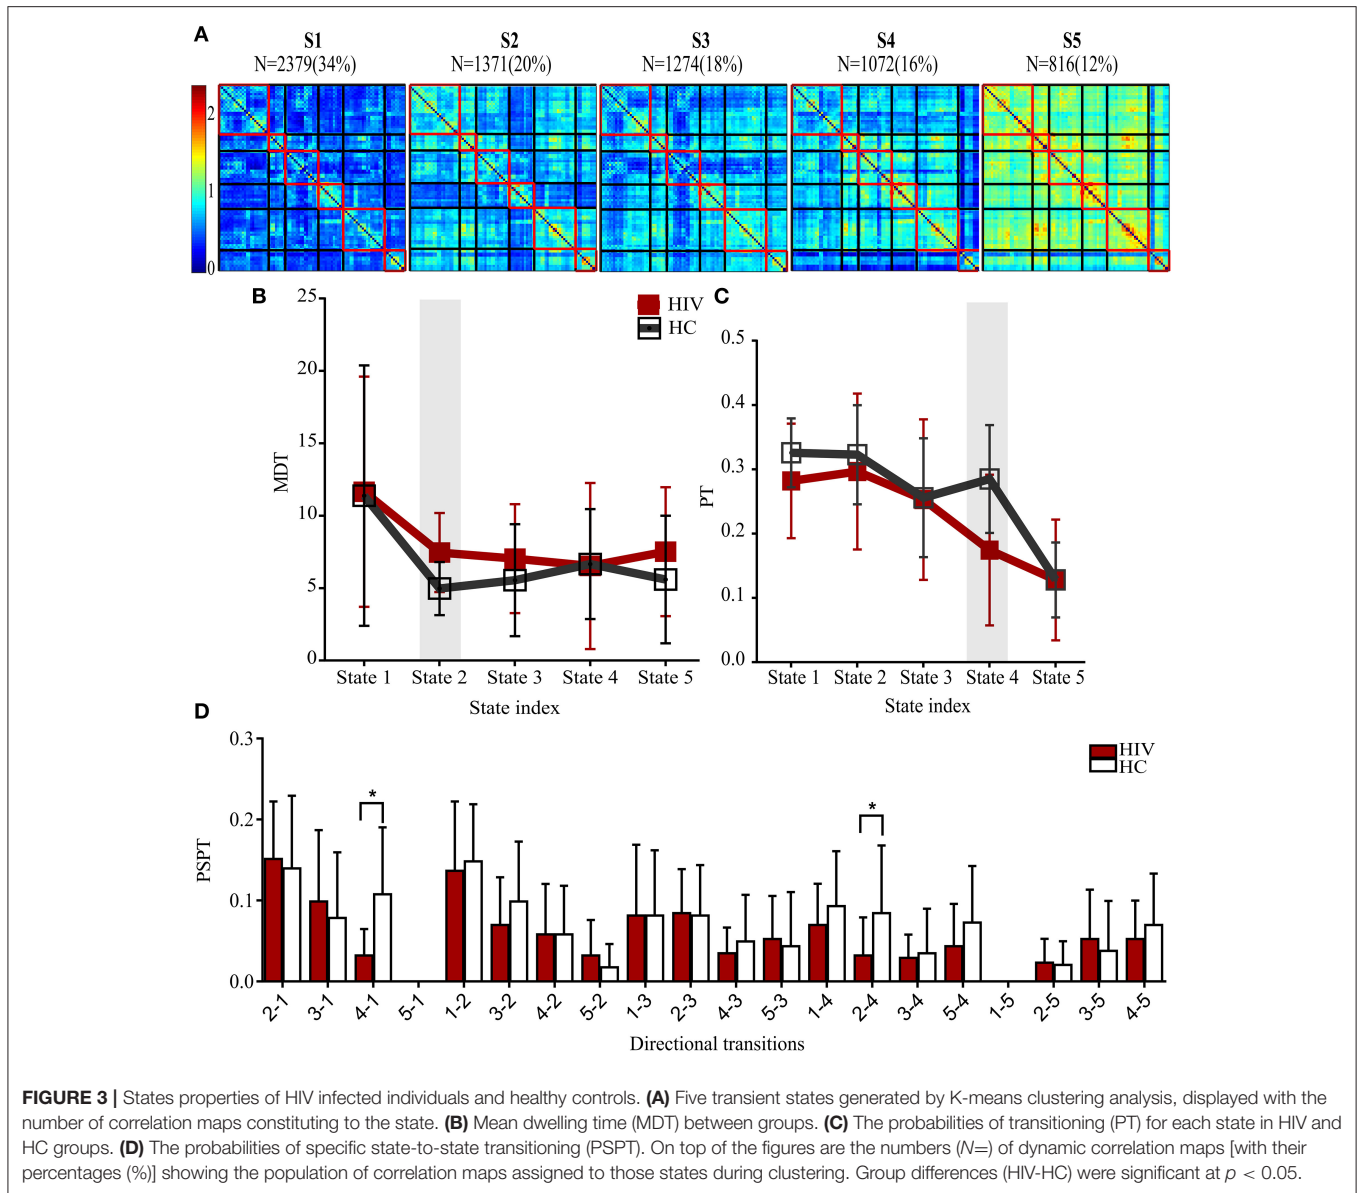 A
S1 S2 S3 S4 S5
N=2379(34%) N=1371(20%) N=1274(18%) N=1072(16%) N=816(12%)
2
1
0
B
25
20
15
10
5
0
MDT
HIV
HC
State 1 State 2 State 3 State 4 State 5
State index
C
0.5
0.4
0.3
0.2
0.1
0.0
PT
State 1 State 2 State 3 State 4 State 5
State index
D
0.3
0.2
0.1
0.0
PSPT
HIV
HC
* *
2-1 3-1 4-1 5-1 1-2 3-2 4-2 5-2 1-3 2-3 4-3 5-3 1-4 2-4 3-4 5-4 1-5 2-5 3-5 4-5
Directional transitions
FIGURE 3 | States properties of HIV infected individuals and healthy controls. (A) Five transient states generated by K-means clustering analysis, displayed with the
number of correlation maps constituting to the state. (B) Mean dwelling time (MDT) between groups. (C) The probabilities of transitioning (PT) for each state in HIV and
HC groups. (D) The probabilities of specific state-to-state transitioning (PSPT). On top of the figures are the numbers (N=) of dynamic correlation maps [with their
percentages (%)] showing the population of correlation maps assigned to those states during clustering. Group differences (HIV-HC) were significant at p < 0.05.